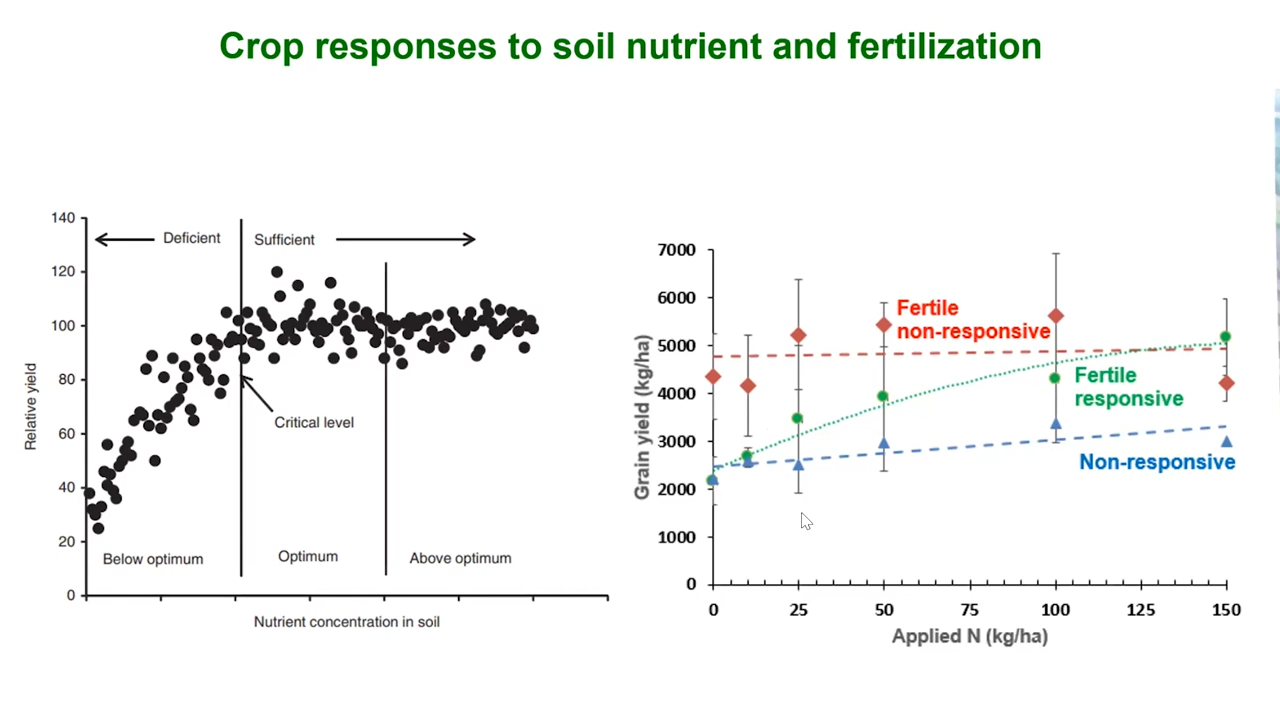 Crop responses to soil nutrient and fertilization
140
120
100
80
60
40
20
0
Relative yield
Deficient
Sufficient
Critical level
Below optimum
Optimum
Above optimum
Nutrient concentration in soil
7000
6000
5000
4000
3000
2000
1000
0
Grain yield (kg/ha)
Fertile
non-responsive
Fertile
responsive
Non-responsive
0 25 50 75 100 125 150
Applied N (kg/ha)